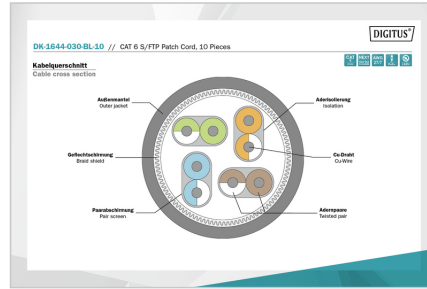 DIGITUS®
DK-1644-030-BL-10 // CAT 6 S/FTP Patch Cord, 10 Pieces
Kabelquerschnitt
Cable cross section
Außenmantel
Outer jacket
Aderisolierung
Isolation
Geflechtschirmung
Braid shield
Cu-Draht
Cu-Wire
Paarabschirmung
Pair screen
Adernpaare
Twisted pair